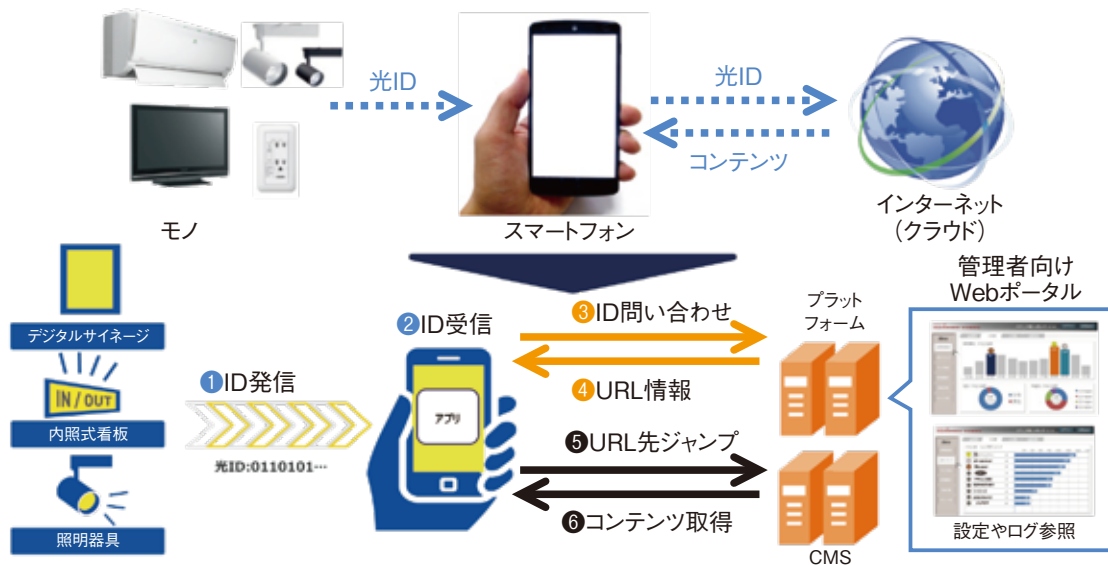 光ID
光ID
コンテンツ
モノ
スマートフォン
インターネット
（クラウド）
デジタルサイネージ
IN / OUT
内照式看板
照明器具
❶ID発信
光ID:0110101…
❷ID受信
アプリ
❸ID問い合わせ
❹URL情報
❺URL先ジャンプ
❻コンテンツ取得
プラット
フォーム
CMS
管理者向け
Webポータル
設定やログ参照